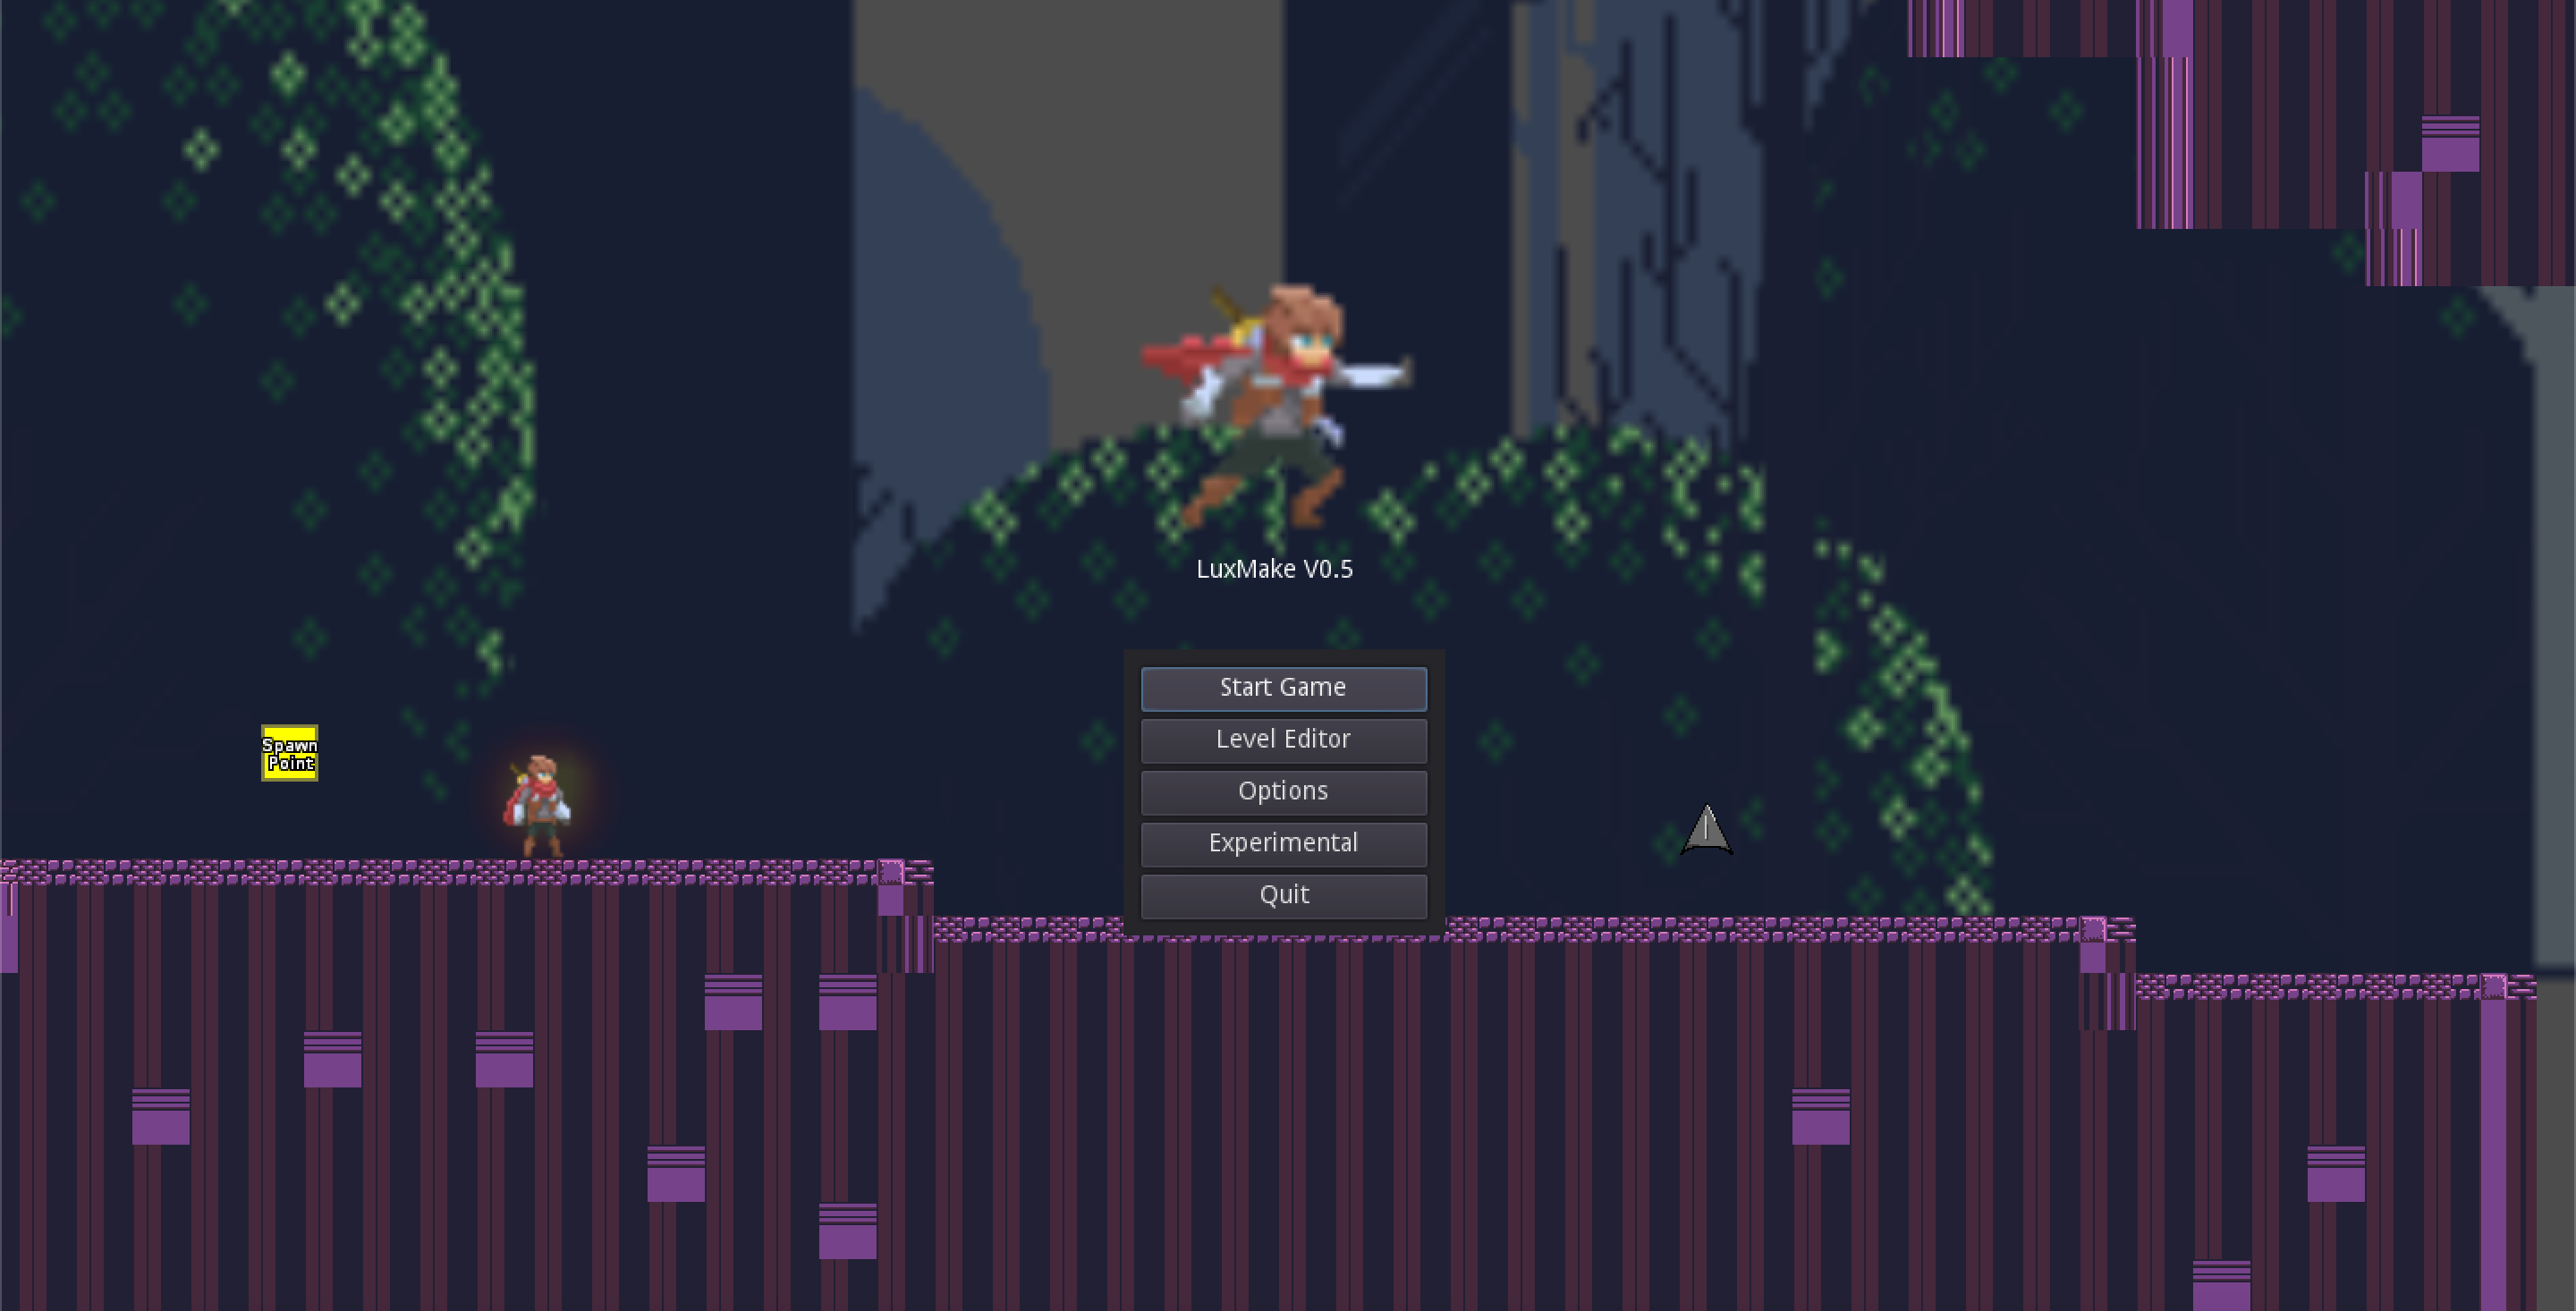 LuxMake V0.5
Start Game
Level Editor
Options
Experimental
Quit
Spawn
Point